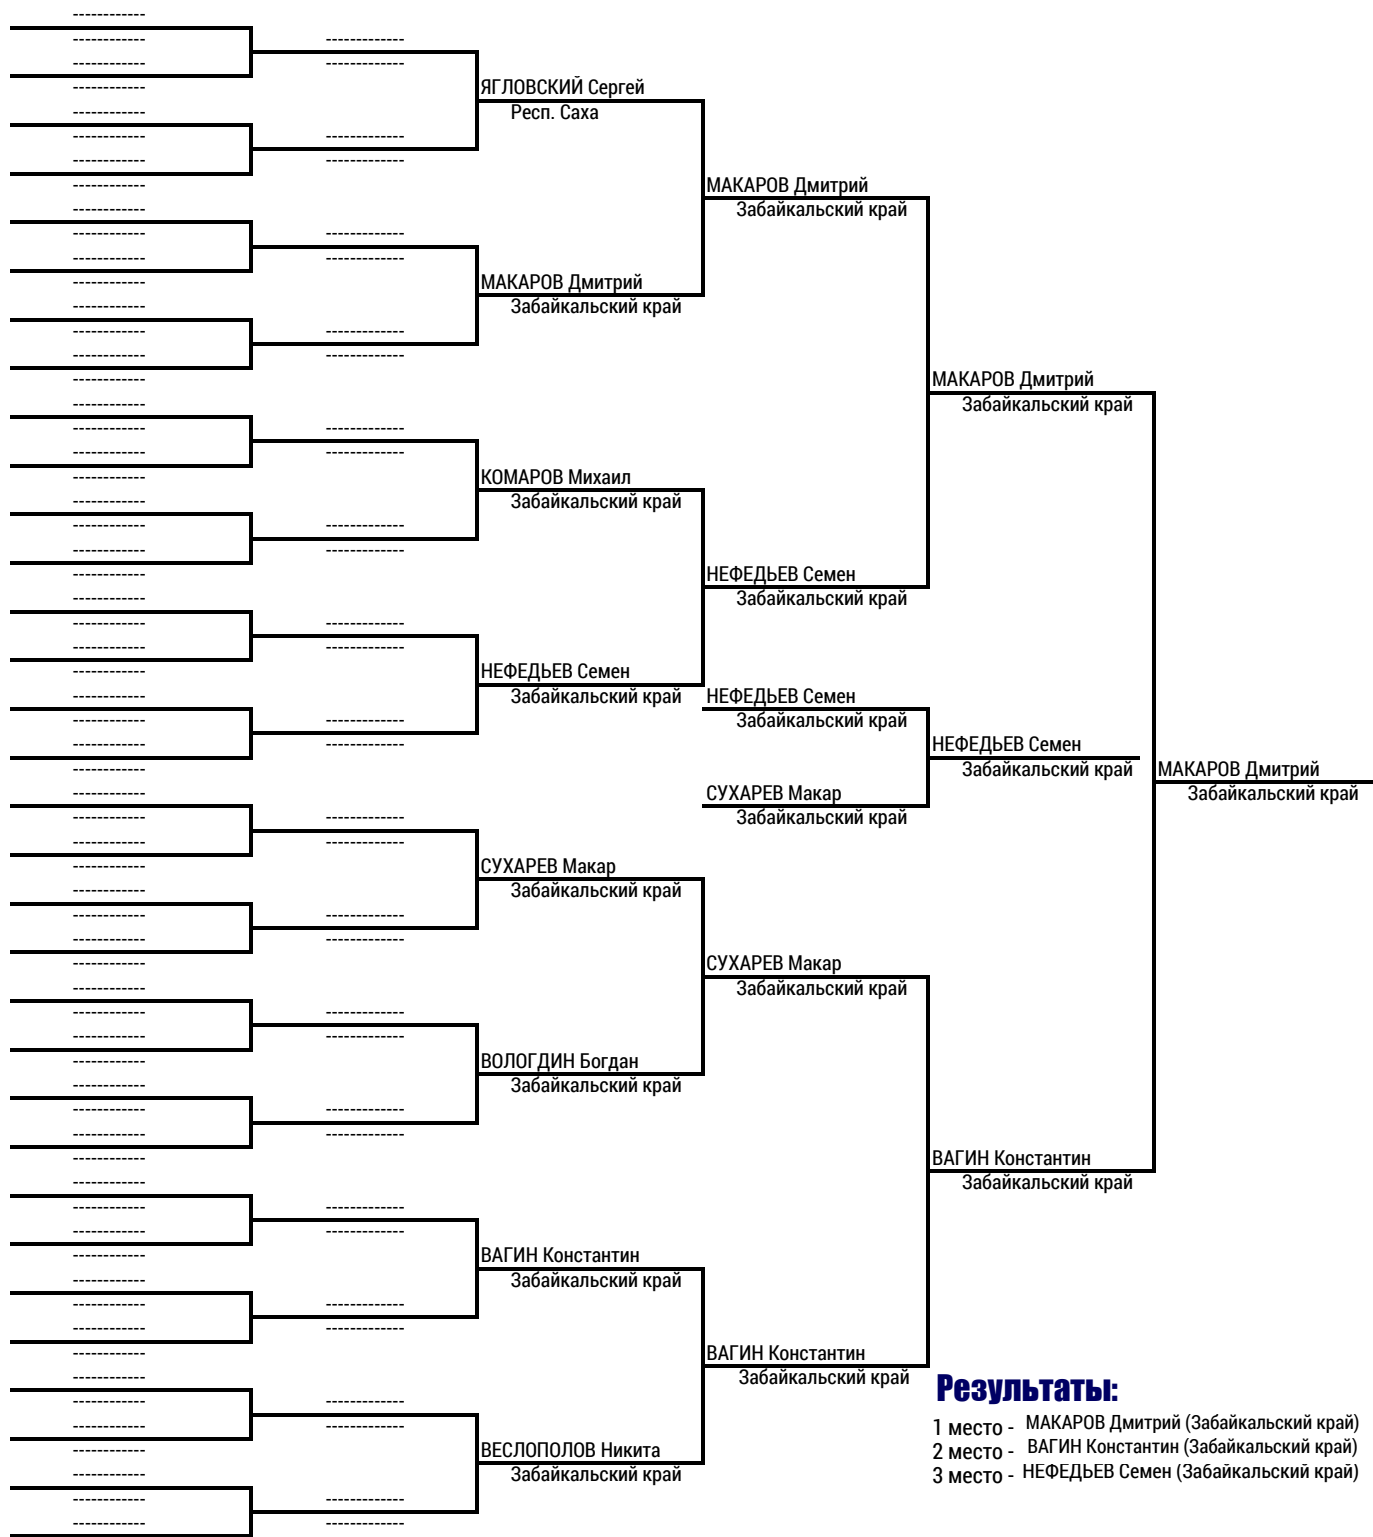 ЯГЛОВСКИЙ Сергей
Респ. Саха
МАКАРОВ Дмитрий
Забайкальский край
МАКАРОВ Дмитрий
Забайкальский край
МАКАРОВ Дмитрий
Забайкальский край
КОМАРОВ Михаил
Забайкальский край
НЕФЕДЬЕВ Семен
Забайкальский край
НЕФЕДЬЕВ Семен
Забайкальский край
НЕФЕДЬЕВ Семен
Забайкальский край
НЕФЕДЬЕВ Семен
Забайкальский край
МАКАРОВ Дмитрий
Забайкальский край
СУХАРЕВ Макар
Забайкальский край
СУХАРЕВ Макар
Забайкальский край
СУХАРЕВ Макар
Забайкальский край
ВОЛОГДИН Богдан
Забайкальский край
ВАГИН Константин
Забайкальский край
ВАГИН Константин
Забайкальский край
ВАГИН Константин
Забайкальский край
ВЕСЛОПОЛОВ Никита
Забайкальский край
Результаты:
1 место - МАКАРОВ Дмитрий (Забайкальский край)
2 место - ВАГИН Константин (Забайкальский край)
3 место - НЕФЕДЬЕВ Семен (Забайкальский край)